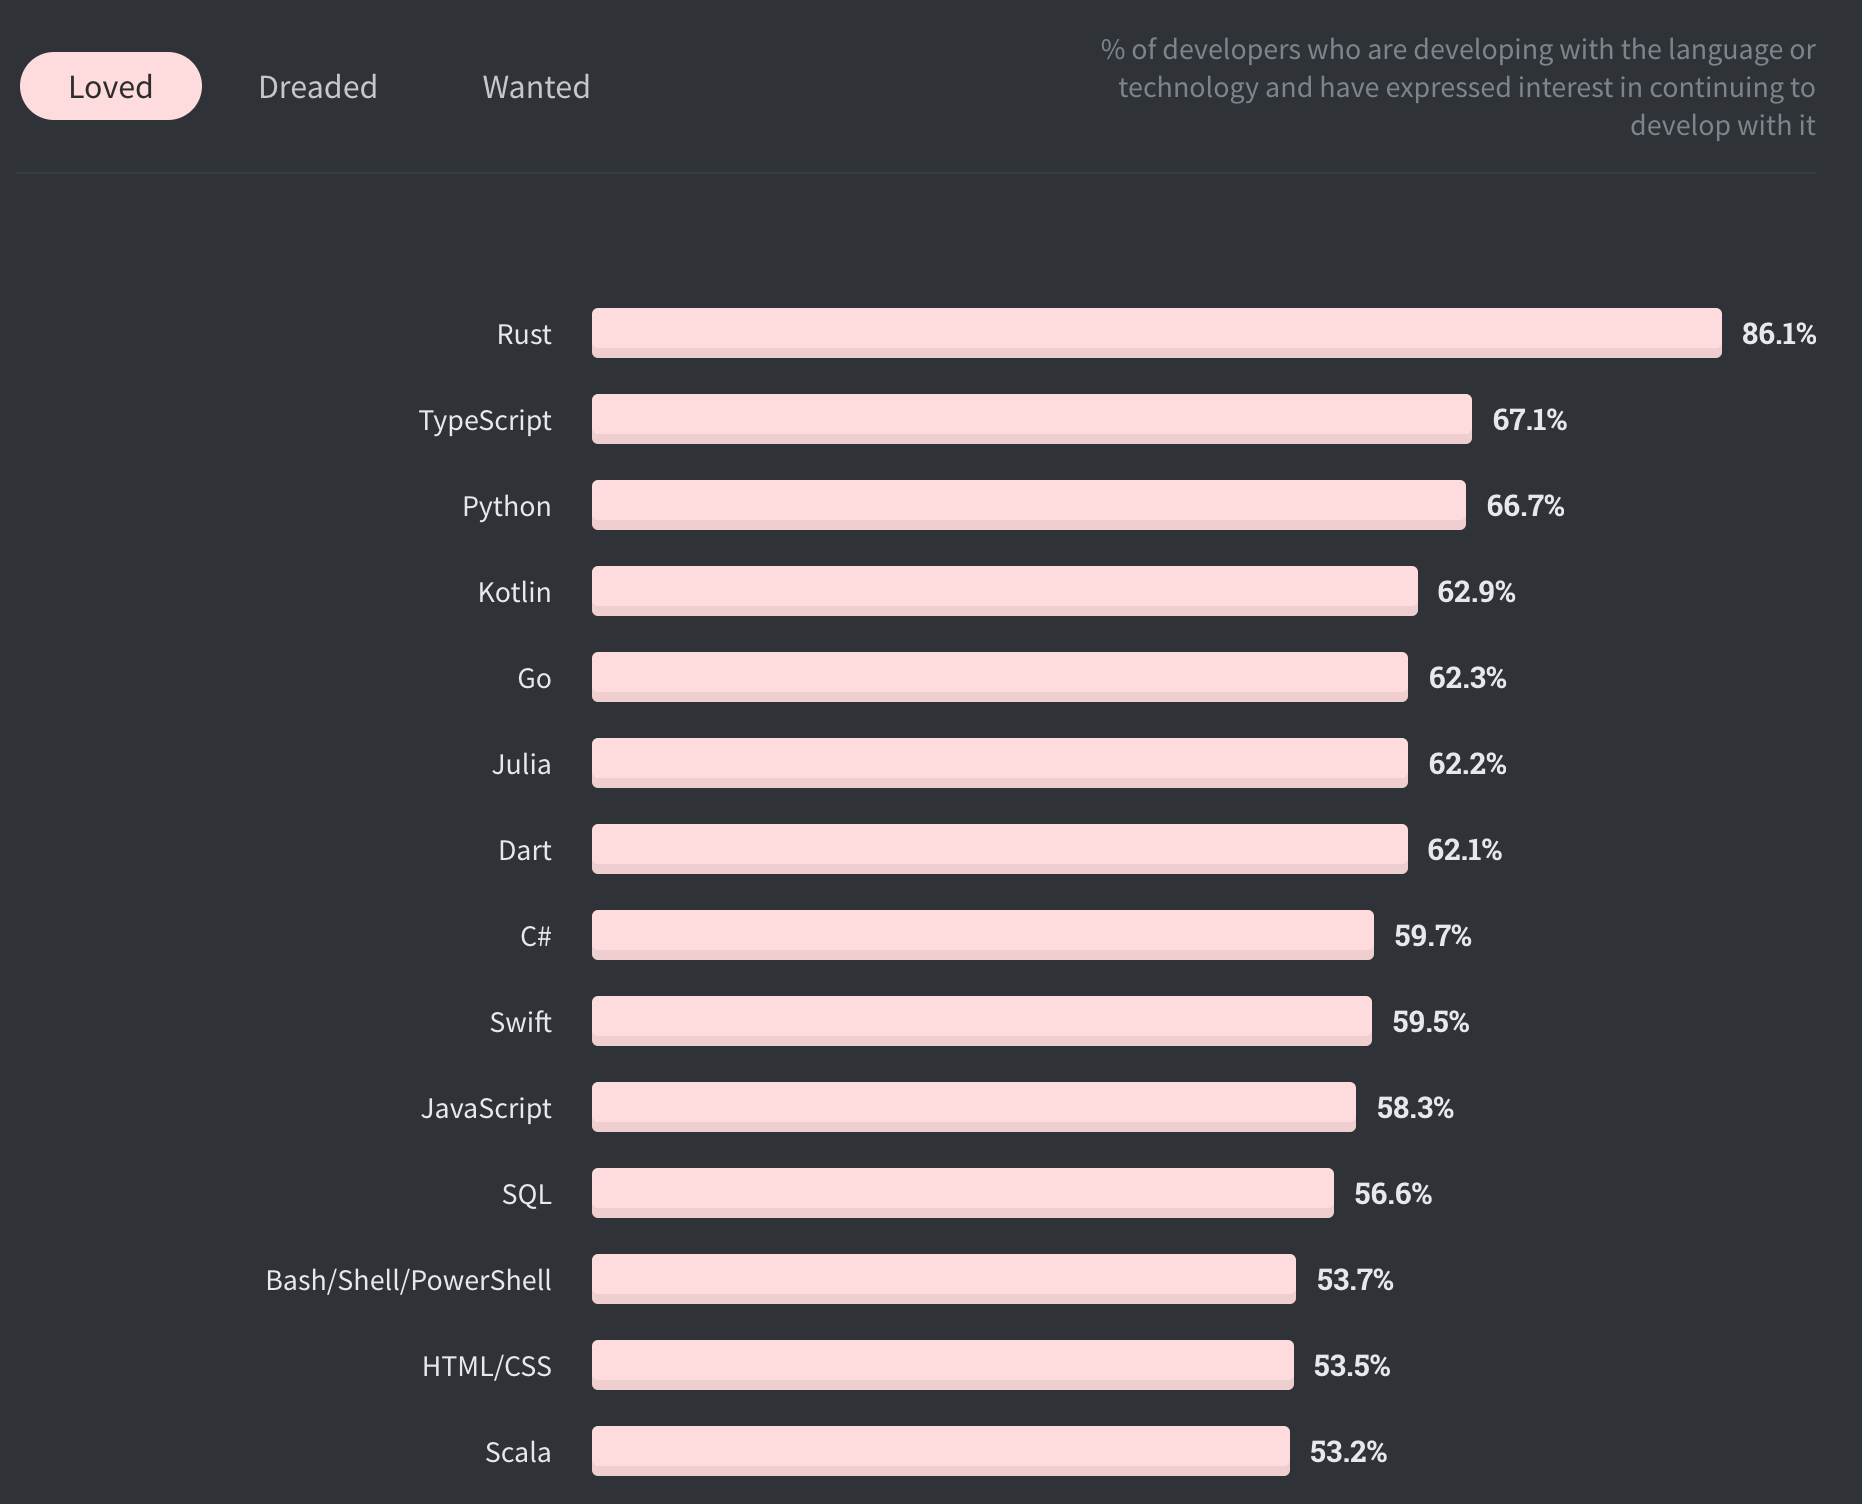 Loved
Dreaded
Wanted
% of developers who are developing with the language or
technology and have expressed interest in continuing to
develop with it
Rust 86.1%
TypeScript 67.1%
Python 66.7%
Kotlin 62.9%
Go 62.3%
Julia 62.2%
Dart 62.1%
C# 59.7%
Swift 59.5%
JavaScript 58.3%
SQL 56.6%
Bash/Shell/PowerShell 53.7%
HTML/CSS 53.5%
Scala 53.2%